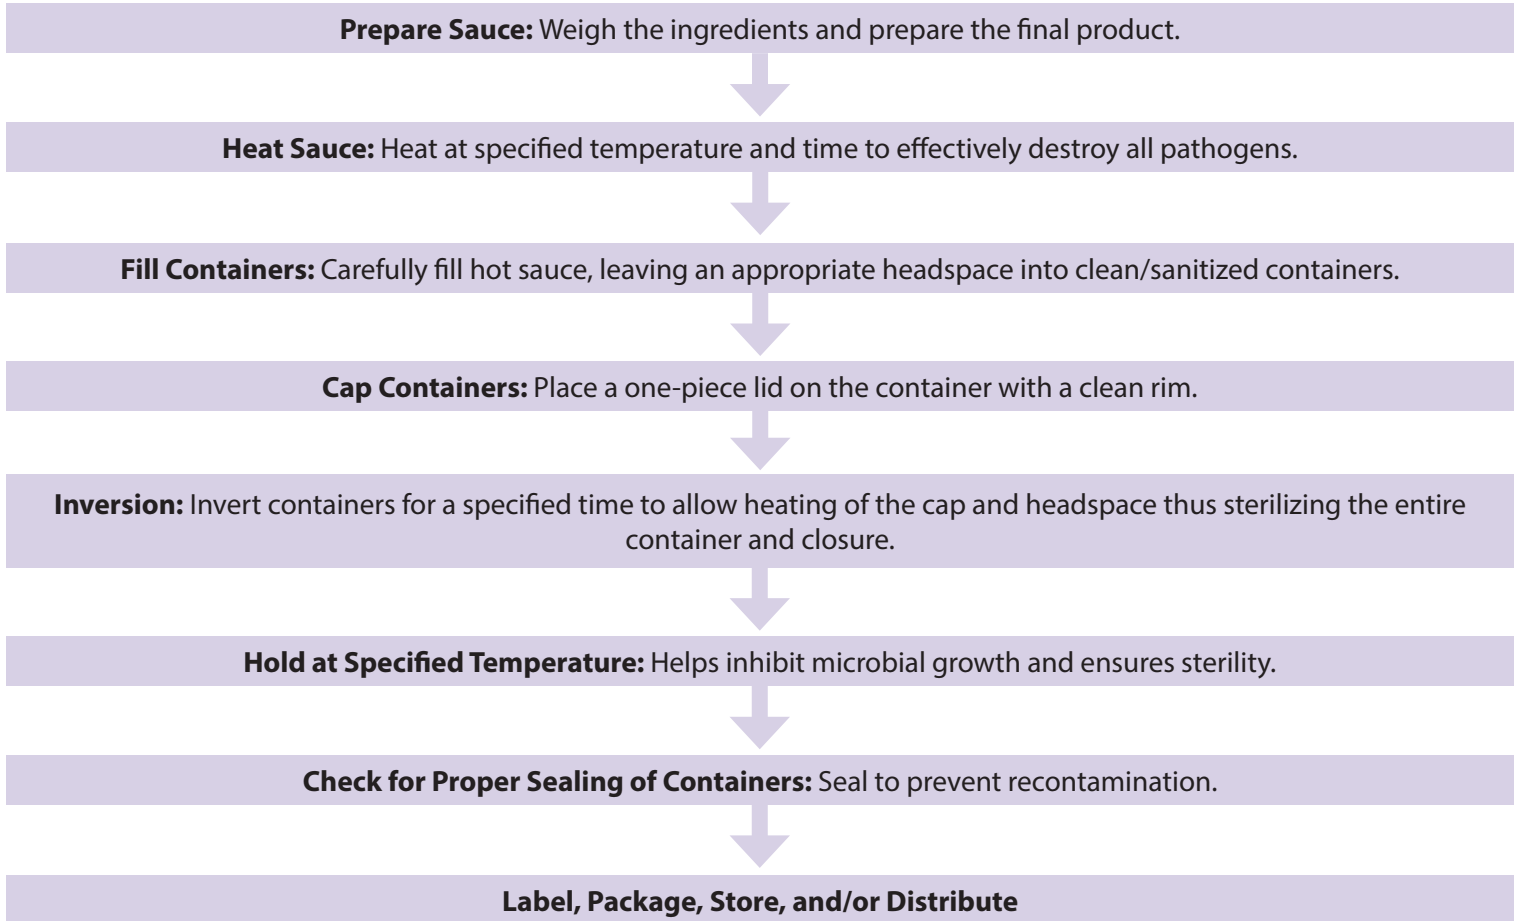 Prepare Sauce: Weigh the ingredients and prepare the final product.
Heat Sauce: Heat at specified temperature and time to effectively destroy all pathogens.
Fill Containers: Carefully fill hot sauce, leaving an appropriate headspace into clean/sanitized containers.
Cap Containers: Place a one-piece lid on the container with a clean rim.
Inversion: Invert containers for a specified time to allow heating of the cap and headspace thus sterilizing the entire
container and closure.
Hold at Specified Temperature: Helps inhibit microbial growth and ensures sterility.
Check for Proper Sealing of Containers: Seal to prevent recontamination.
Label, Package, Store, and/or Distribute